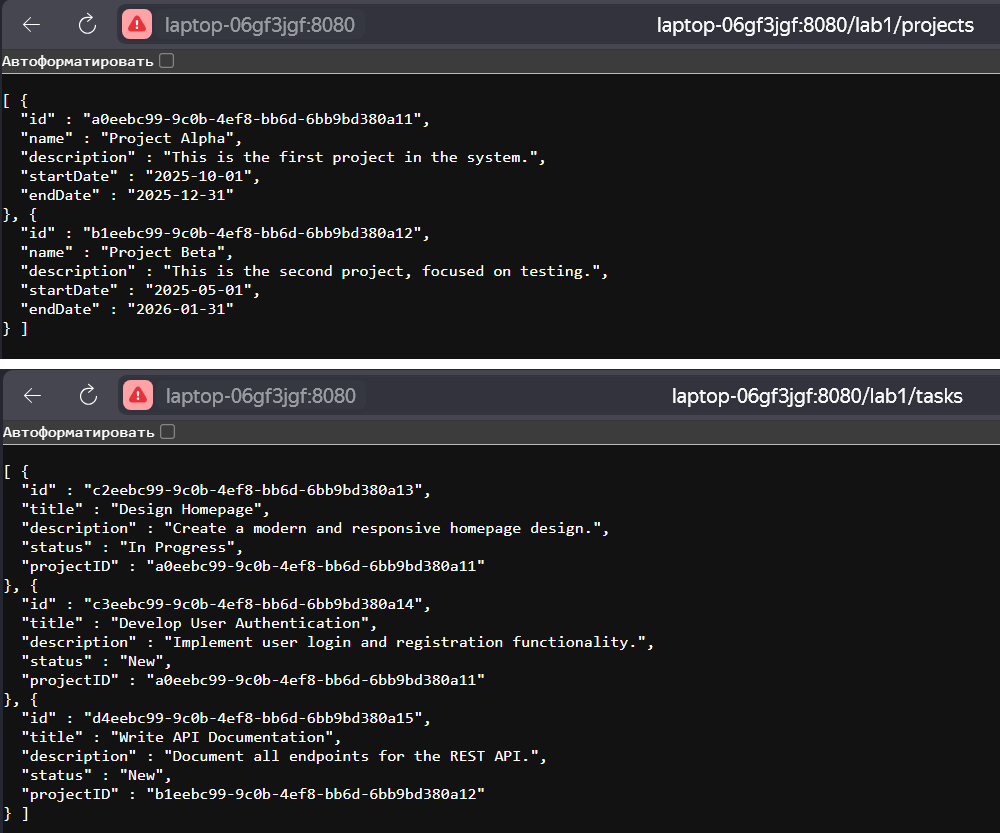 laptop-06gf3jgf:8080 laptop-06gf3jgf:8080/lab1/projects
Автоформатировать
[ {
  "id" : "a0eebc99-9c0b-4ef8-bb6d-6bb9bd380a11",
  "name" : "Project Alpha",
  "description" : "This is the first project in the system.",
  "startDate" : "2025-10-01",
  "endDate" : "2025-12-31"
}, {
  "id" : "b1eebc99-9c0b-4ef8-bb6d-6bb9bd380a12",
  "name" : "Project Beta",
  "description" : "This is the second project, focused on testing.",
  "startDate" : "2025-05-01",
  "endDate" : "2026-01-31"
} ]
laptop-06gf3jgf:8080 laptop-06gf3jgf:8080/lab1/tasks
Автоформатировать
[ {
  "id" : "c2eebc99-9c0b-4ef8-bb6d-6bb9bd380a13",
  "title" : "Design Homepage",
  "description" : "Create a modern and responsive homepage design.",
  "status" : "In Progress",
  "projectID" : "a0eebc99-9c0b-4ef8-bb6d-6bb9bd380a11"
}, {
  "id" : "c3eebc99-9c0b-4ef8-bb6d-6bb9bd380a14",
  "title" : "Develop User Authentication",
  "description" : "Implement user login and registration functionality.",
  "status" : "New",
  "projectID" : "a0eebc99-9c0b-4ef8-bb6d-6bb9bd380a11"
}, {
  "id" : "d4eebc99-9c0b-4ef8-bb6d-6bb9bd380a15",
  "title" : "Write API Documentation",
  "description" : "Document all endpoints for the REST API.",
  "status" : "New",
  "projectID" : "b1eebc99-9c0b-4ef8-bb6d-6bb9bd380a12"
} ]